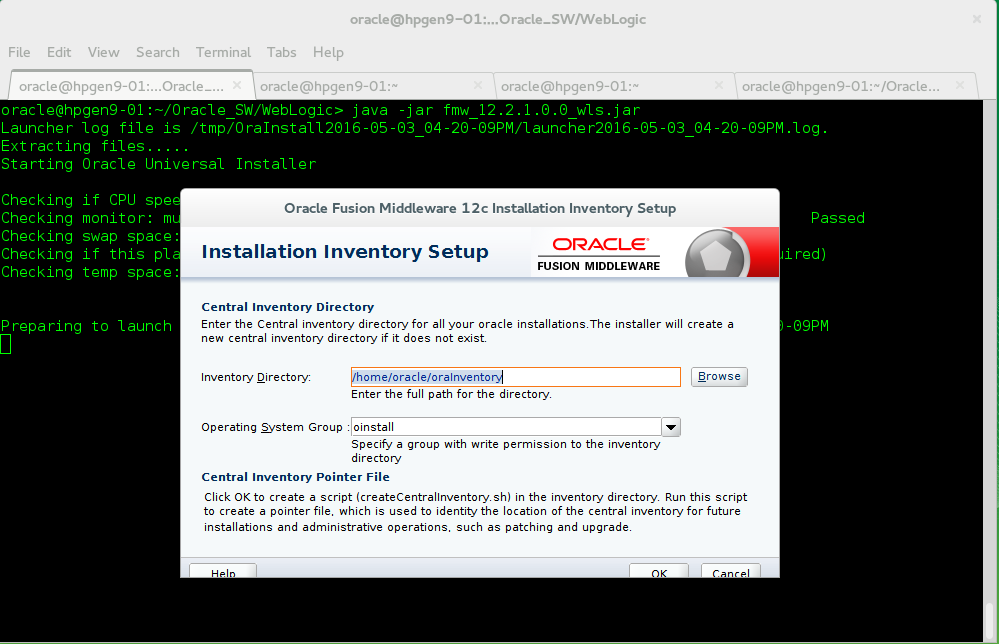 oracle@hpgen9-01:...Oracle_SW/WebLogic
File Edit View Search Terminal Tabs Help
oracle@hpgen9-01:...Oracle_... oracle@hpgen9-01:~ oracle@hpgen9-01:~ oracle@hpgen9-01:~/Oracle...
oracle@hpgen9-01:~/Oracle_SW/WebLogic> java -jar fmw_12.2.1.0.0_wls.jar
Launcher log file is /tmp/OraInstall2016-05-03_04-20-09PM/launcher2016-05-03_04-20-09PM.log.
Extracting files.....
Starting Oracle Universal Installer
Checking if CPU spee
Checking monitor: mu Passed
Checking swap space:
Checking if this pla uired)
Checking temp space:
Preparing to launch -09PM
Oracle Fusion Middleware 12c Installation Inventory Setup
Installation Inventory Setup
ORACLE
FUSION MIDDLEWARE
Central Inventory Directory
Enter the Central inventory directory for all your oracle installations.The installer will create a
new central inventory directory if it does not exist.
Inventory Directory: /home/oracle/oraInventory Browse
Enter the full path for the directory.
Operating System Group : oinstall
Specify a group with write permission to the inventory
directory
Central Inventory Pointer File
Click OK to create a script (createCentralInventory.sh) in the inventory directory. Run this script
to create a pointer file, which is used to identify the location of the central inventory for future
installations and administrative operations, such as patching and upgrade.
Help OK Cancel